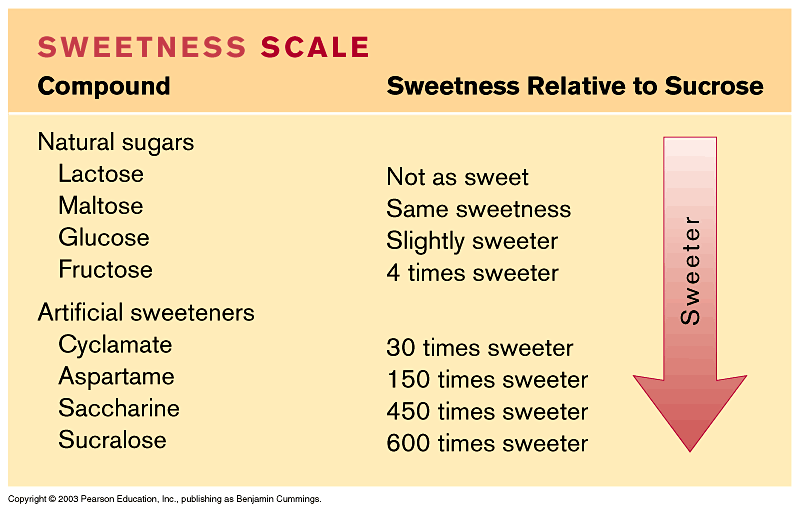 SWEETNESS SCALE
Compound Sweetness Relative to Sucrose
Natural sugars
Lactose Not as sweet
Maltose Same sweetness
Glucose Slightly sweeter
Fructose 4 times sweeter
Artificial sweeteners
Cyclamate 30 times sweeter
Aspartame 150 times sweeter
Saccharine 450 times sweeter
Sucralose 600 times sweeter
Sweeter
Copyright © 2003 Pearson Education, Inc., publishing as Benjamin Cummings.